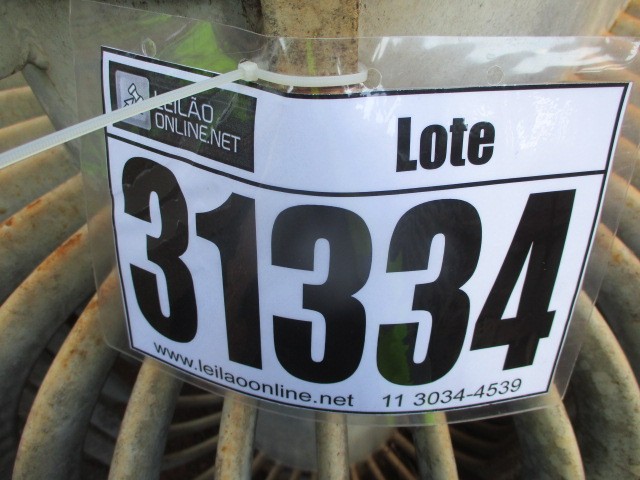 LEILÃO
ONLINE.NET
Lote
31334
www.leilaoonline.net 11 3034-4539